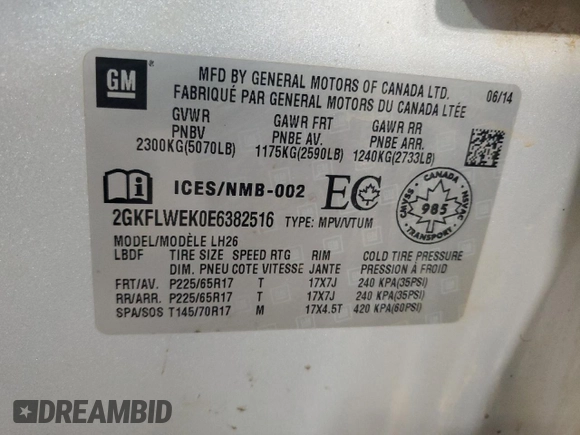 GM
MFD BY GENERAL MOTORS OF CANADA LTD. 06/14
FABRIQUÉ PAR GENERAL MOTORS DU CANADA LTÉE
GVWR GAWR FRT GAWR RR
PNBV PNBE AV. PNBE ARR.
2300KG(5070LB) 1175KG(2590LB) 1240KG(2733LB)
ICES/NMB-002 EC
CANADA
985
TRANSPORT
CMVSS
NSVAC
2GKFLWEK0E6382516 TYPE: MPV/VTUM
MODEL/MODÈLE LH26
LBDF TIRE SIZE SPEED RTG RIM COLD TIRE PRESSURE
DIM. PNEU COTE VITESSE JANTE PRESSION À FROID
FRT/AV. P225/65R17 T 17X7J 240 KPA(35PSI)
RR/ARR. P225/65R17 T 17X7J 240 KPA(35PSI)
SPA/SOS T145/70R17 M 17X4.5T 420 KPA(60PSI)
DREAMBID